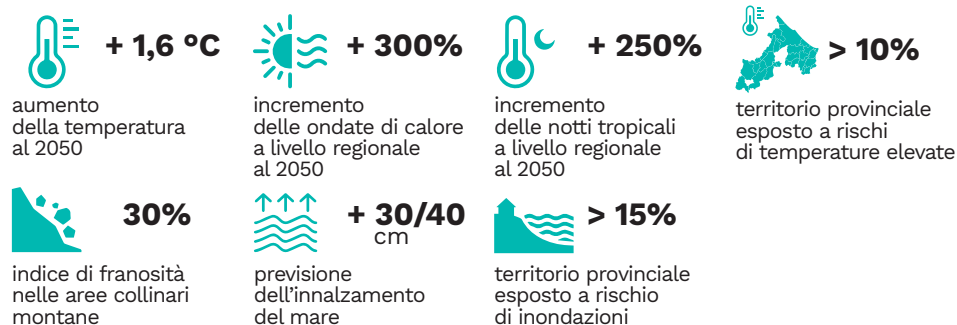 + 1,6 °C
aumento
della temperatura
al 2050
+ 300%
incremento
delle ondate di calore
a livello regionale
al 2050
+ 250%
incremento
delle notti tropicali
a livello regionale
al 2050
> 10%
territorio provinciale
esposto a rischi
di temperature elevate
30%
indice di franosità
nelle aree collinari
montane
+ 30/40
cm
previsione
dell’innalzamento
del mare
> 15%
territorio provinciale
esposto a rischio
di inondazioni